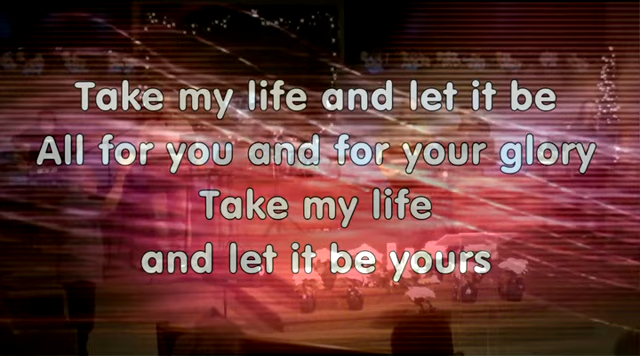 Take my life and let it be
All for you and for your glory
Take my life
and let it be yours